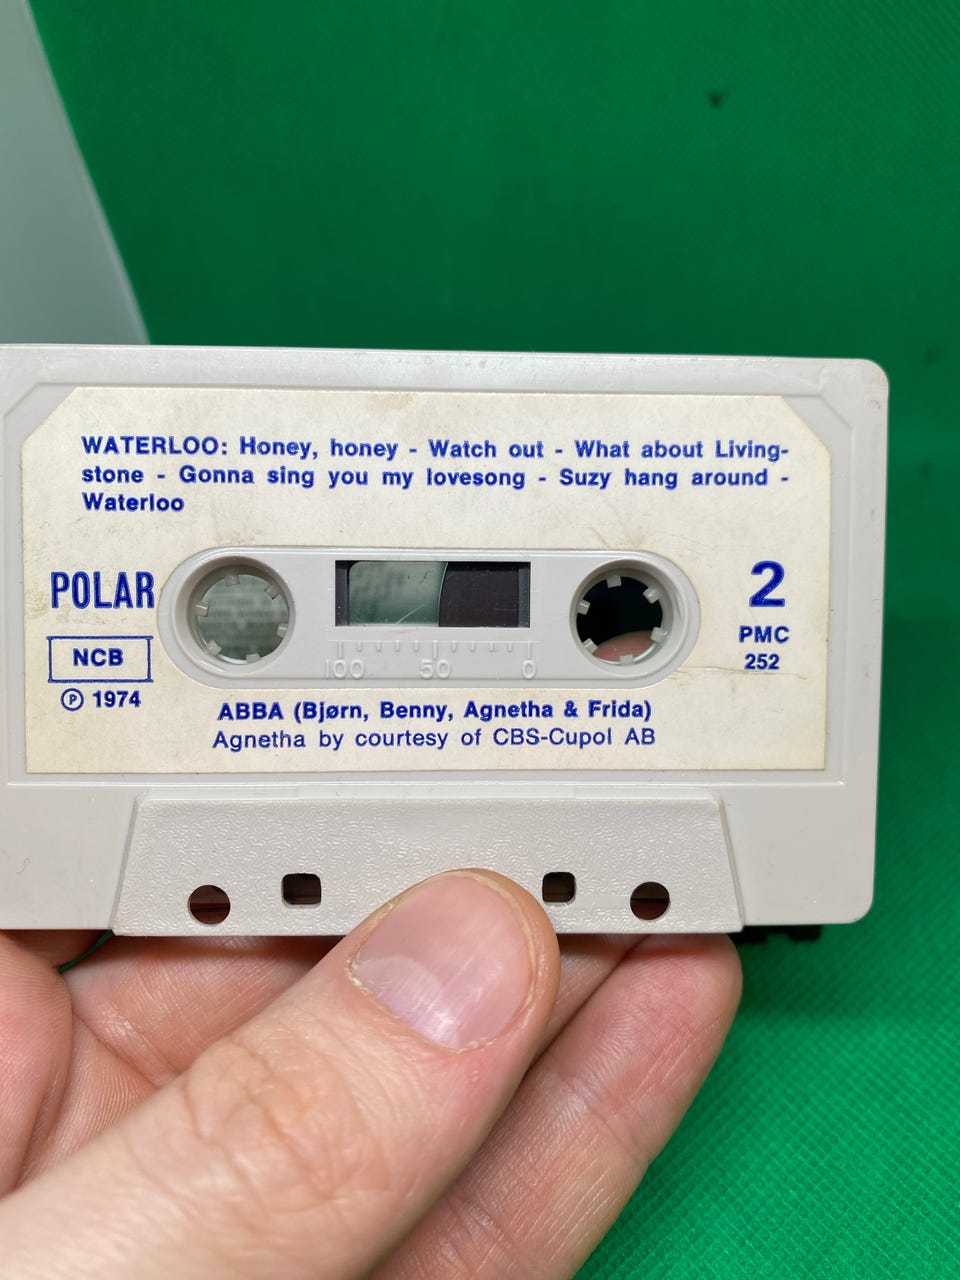 WATERLOO: Honey, honey - Watch out - What about Living-
stone - Gonna sing you my lovesong - Suzy hang around -
Waterloo
POLAR
2
NCB
PMC
252
Ⓟ 1974
100 50 0
ABBA (Bjørn, Benny, Agnetha & Frida)
Agnetha by courtesy of CBS-Cupol AB